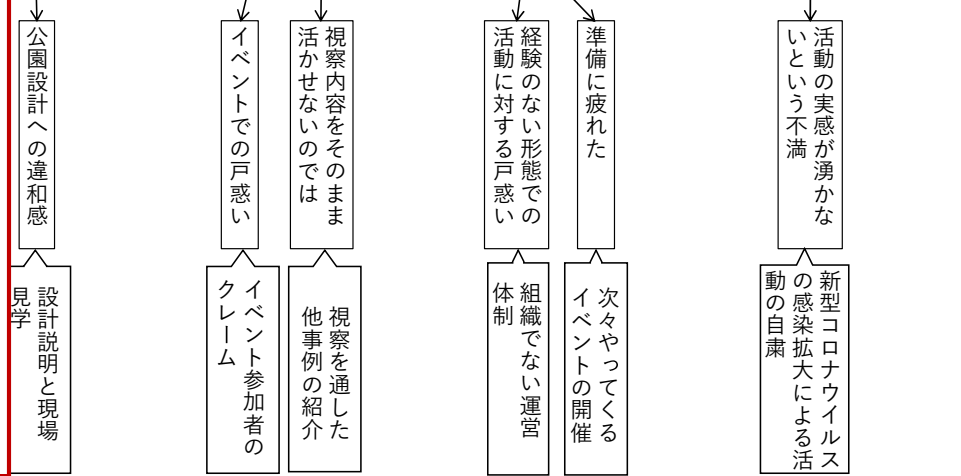 活動の実感が湧かな
いという不満
準備に疲れた
経験のない形態での
活動に対する戸惑い
視察内容をそのまま
活かせないのでは
イベントでの戸惑い
公園設計への違和感
新型コロナウイルス
の感染拡大による活
動の自粛
次々やってくる
イベントの開催
組織でない運営
体制
視察を通した
他事例の紹介
イベント参加者の
クレーム
設計説明と現場
見学